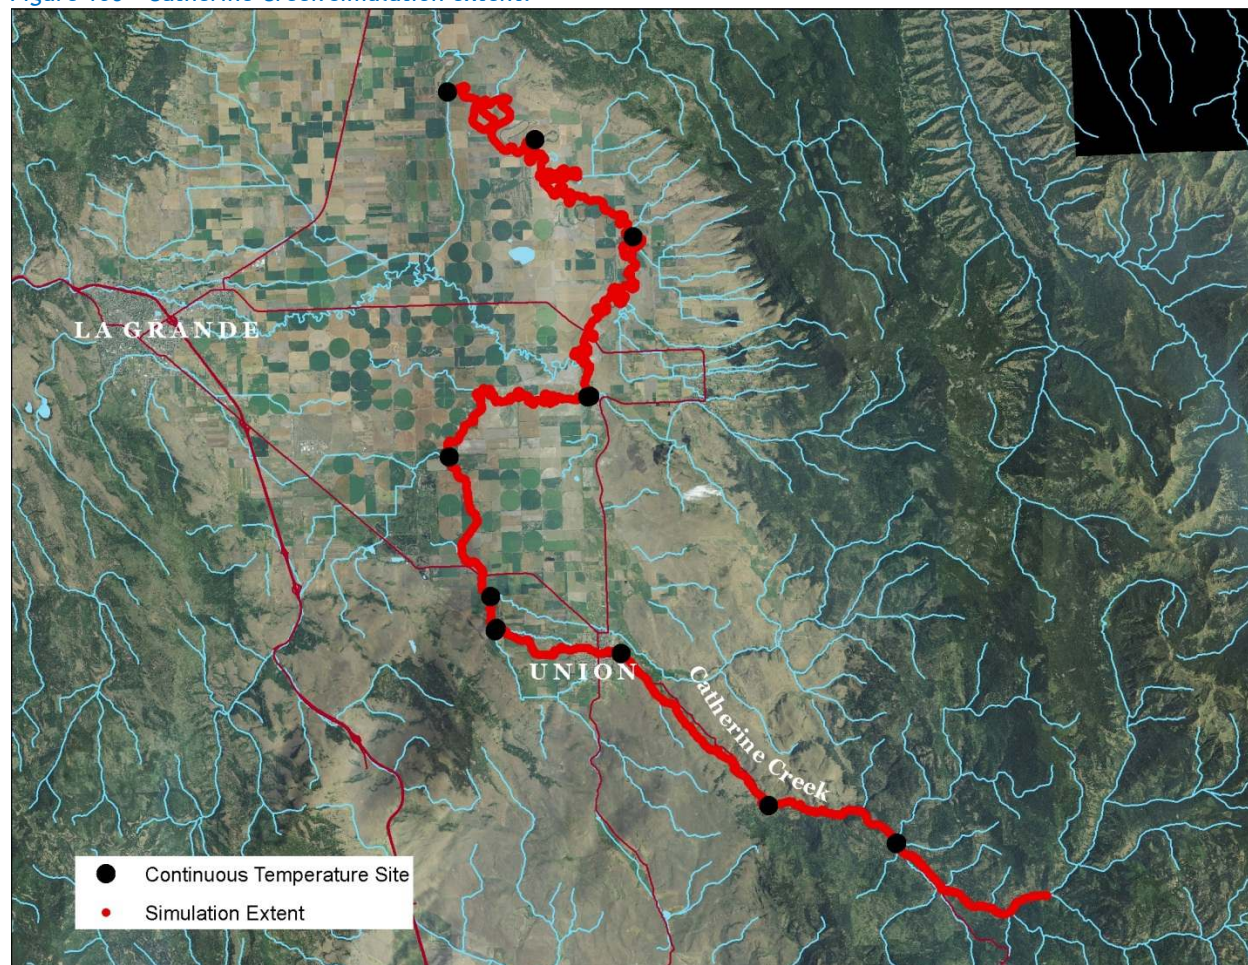 LA GRANDE
UNION
Catherine Creek
Continuous Temperature Site
Simulation Extent